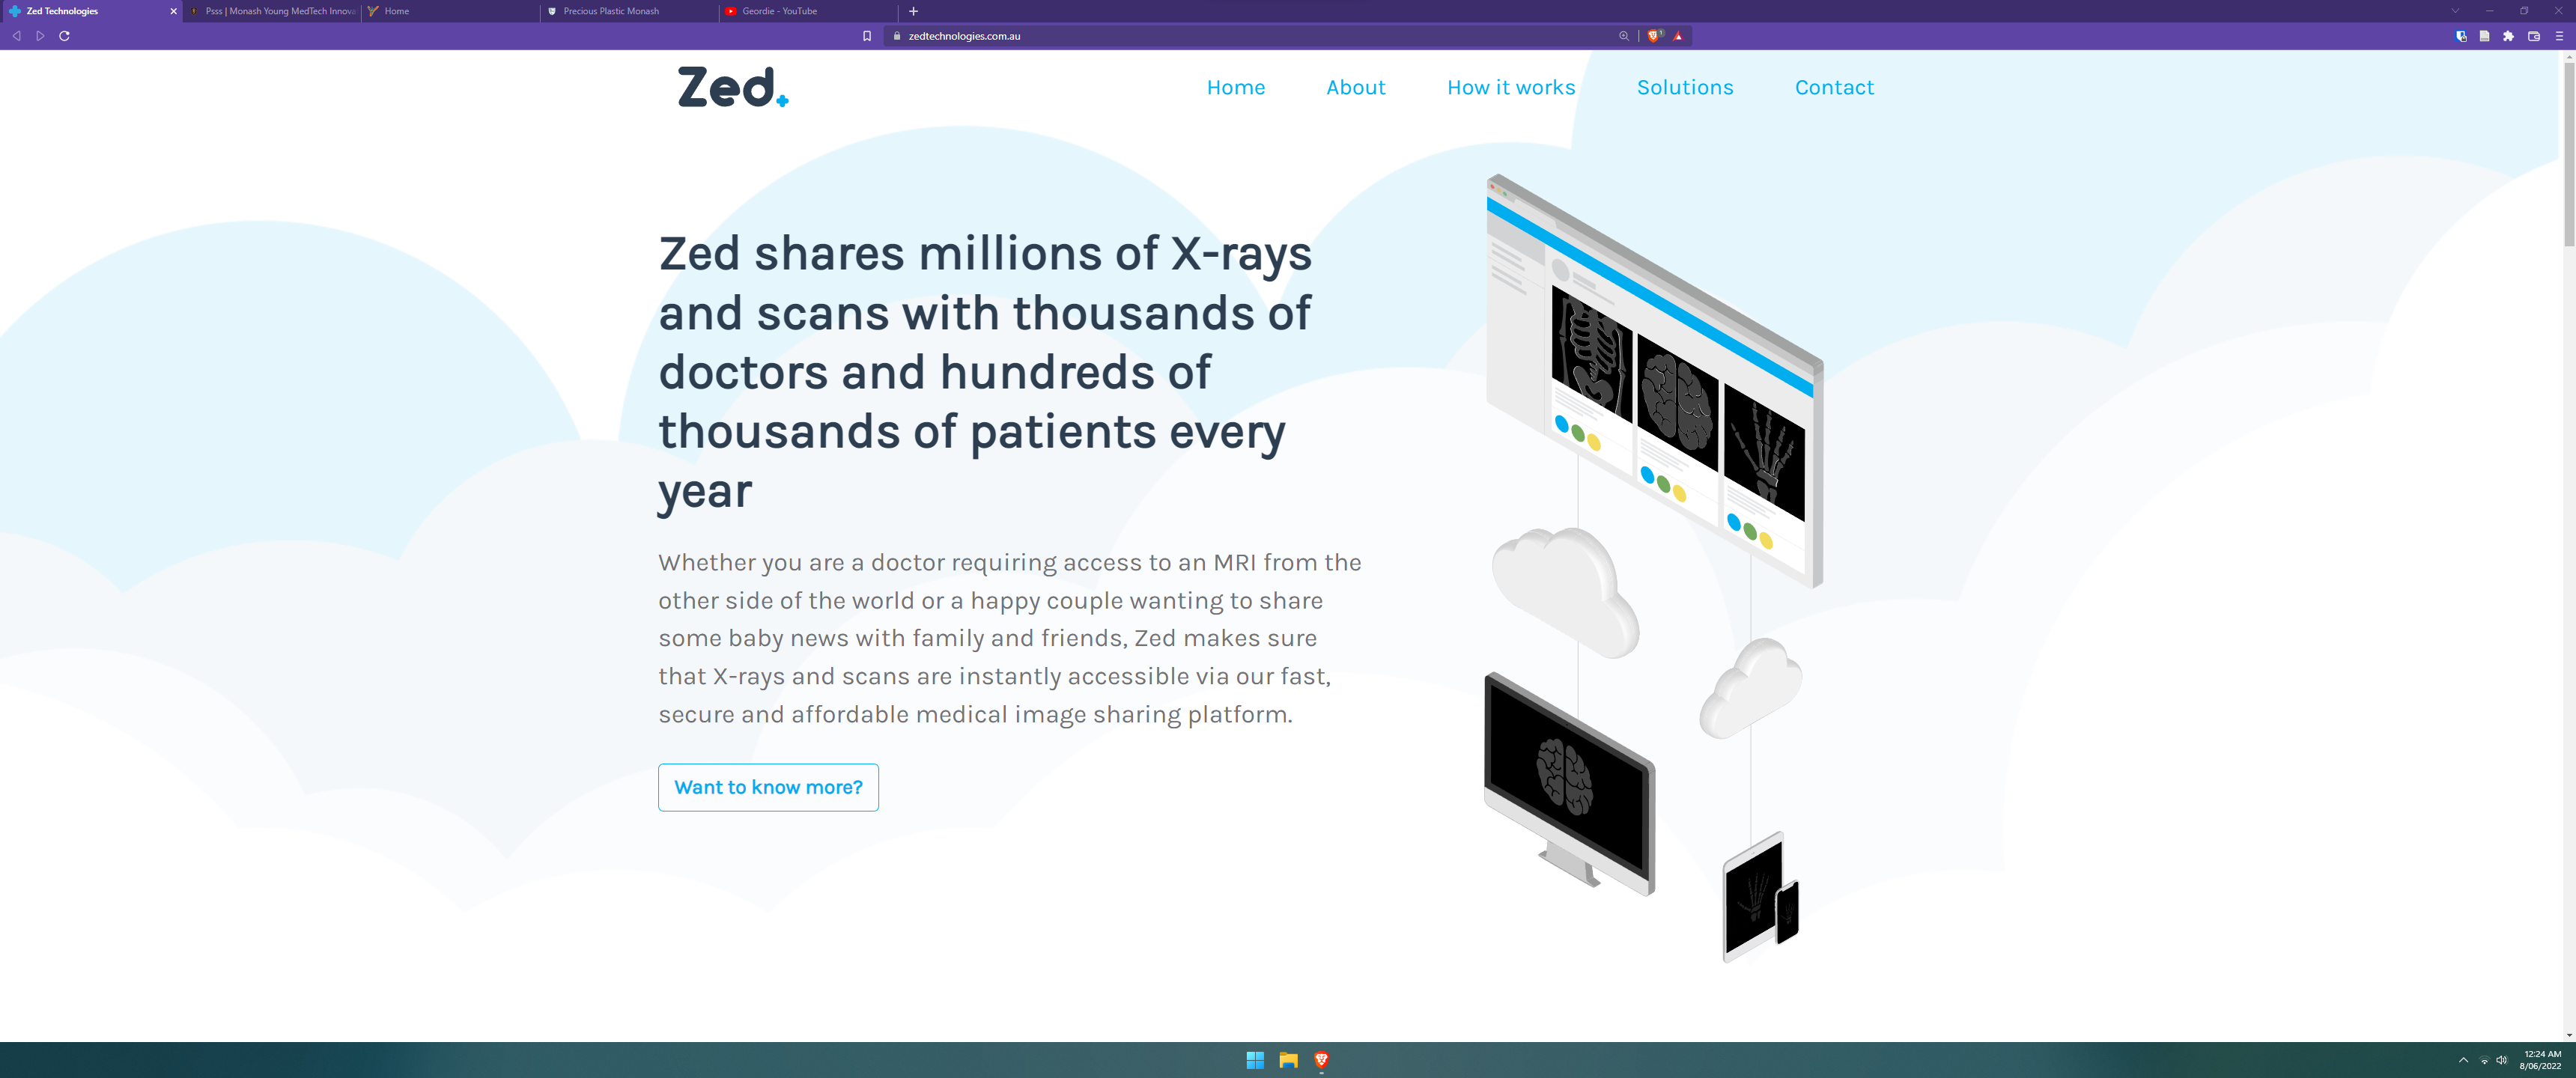 Zed Technologies
Psss | Monash Young MedTech Innova
Home
Precious Plastic Monash
Geordie - YouTube
zedtechnologies.com.au
1
Zed
Home
About
How it works
Solutions
Contact
Zed shares millions of X-rays
and scans with thousands of
doctors and hundreds of
thousands of patients every
year
Whether you are a doctor requiring access to an MRI from the
other side of the world or a happy couple wanting to share
some baby news with family and friends, Zed makes sure
that X-rays and scans are instantly accessible via our fast,
secure and affordable medical image sharing platform.
Want to know more?
12:24 AM
8/06/2022